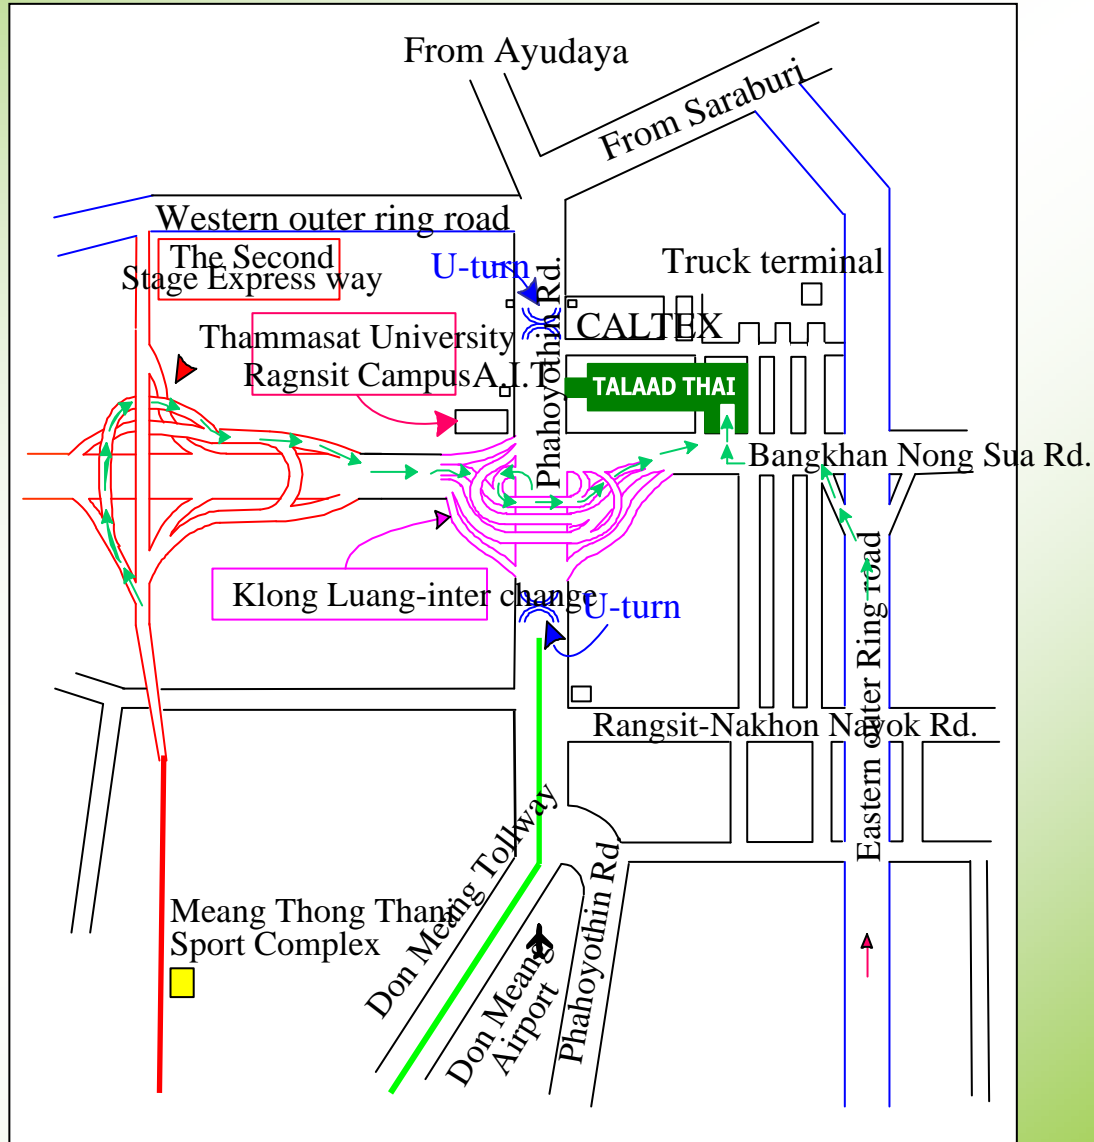 From Ayudaya
From Saraburi
Western outer ring road
The Second
Stage Express way
U-turn
Phahoyothin Rd.
Truck terminal
Thammasat University
Ragnsit Campus
A.I.T
CALTEX
TALAAD THAI
Bangkhan Nong Sua Rd.
Klong Luang-inter change
U-turn
Eastern outer Ring road
Rangsit-Nakhon Nayok Rd.
Don Meang Tollway
Meang Thong Thani
Sport Complex
Don Meang
Airport
Phahoyothin Rd.